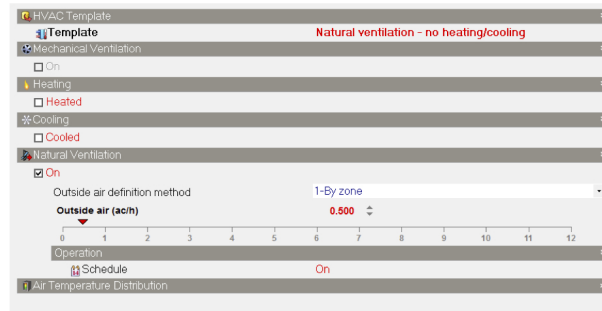 HVAC Template
Template Natural ventilation - no heating/cooling
Mechanical Ventilation
On
Heating
Heated
Cooling
Cooled
Natural Ventilation
On
Outside air definition method 1-By zone
Outside air (ac/h) 0.500
0 1 2 3 4 5 6 7 8 9 10 11 12
Operation
Schedule On
Air Temperature Distribution